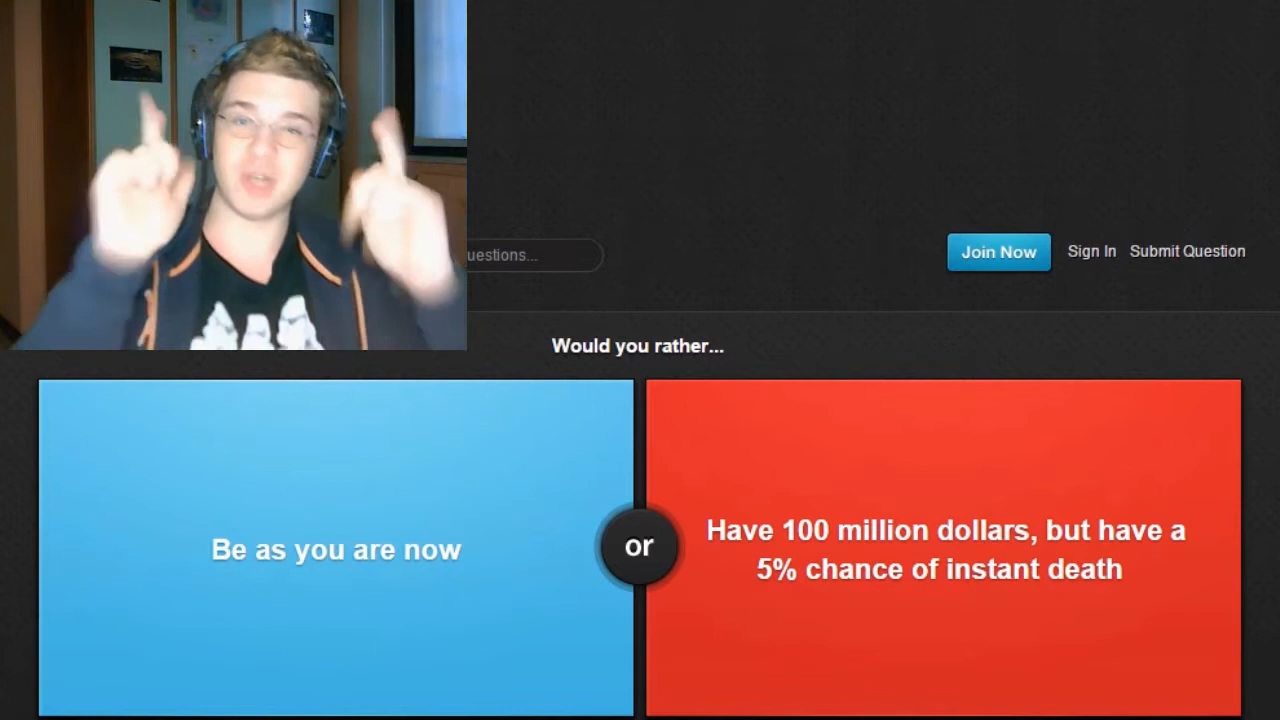 uestions...
Join Now
Sign In
Submit Question
Would you rather...
Be as you are now
or
Have 100 million dollars, but have a
5% chance of instant death